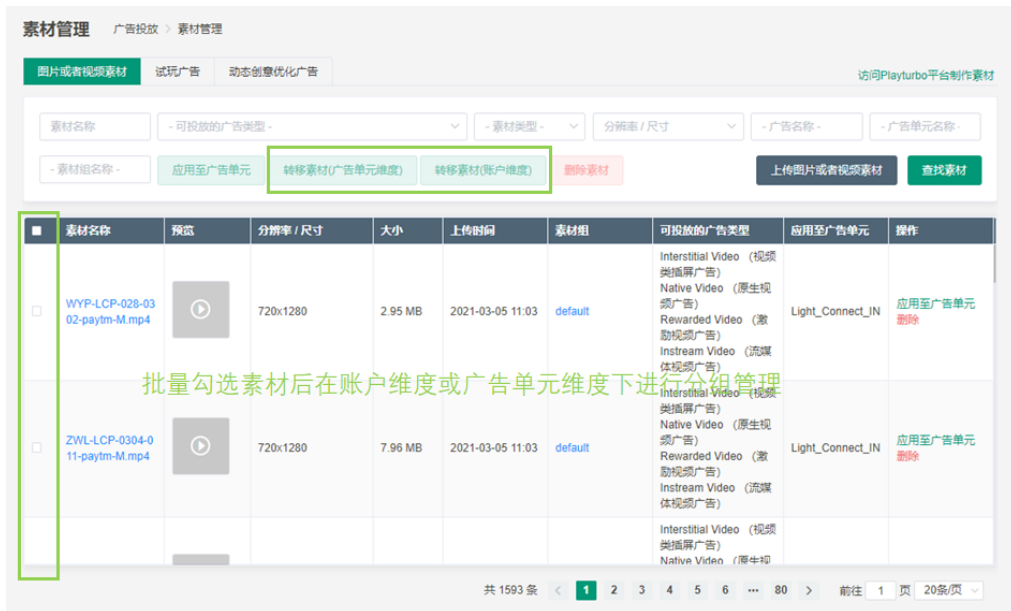 素材管理 广告投放 > 素材管理
图片或者视频素材 试玩广告 动态创意优化广告
访问Playturbo平台制作素材
素材名称 - 可投放的广告类型 - - 素材类型 - 分辨率 / 尺寸 - 广告名称 - - 广告单元名称 -
- 素材组名称 - 应用至广告单元 转移素材(广告单元维度) 转移素材(账户维度) 删除素材 上传图片或者视频素材 查找素材
素材名称 预览 分辨率 / 尺寸 大小 上传时间 素材组 可投放的广告类型 应用至广告单元 操作
WYP-LCP-028-03
02-paytm-M.mp4
720x1280
2.95 MB
2021-03-05 11:03
default
Interstitial Video （视频
类插屏广告）
Native Video （原生视
频广告）
Rewarded Video （激
励视频广告）
Instream Video （流媒
体视频广告）
Light_Connect_IN
应用至广告单元
删除
批量勾选素材后在账户维度或广告单元维度下进行分组管理
ZWL-LCP-0304-0
11-paytm-M.mp4
720x1280
7.96 MB
2021-03-05 11:03
default
Interstitial Video （视频
类插屏广告）
Native Video （原生视
频广告）
Rewarded Video （激
励视频广告）
Instream Video （流媒
体视频广告）
Light_Connect_IN
应用至广告单元
删除
Interstitial Video （视频
类插屏广告）
Native Video （原生视
共 1593 条 < 1 2 3 4 5 6 ··· 80 > 前往 1 页 20条/页